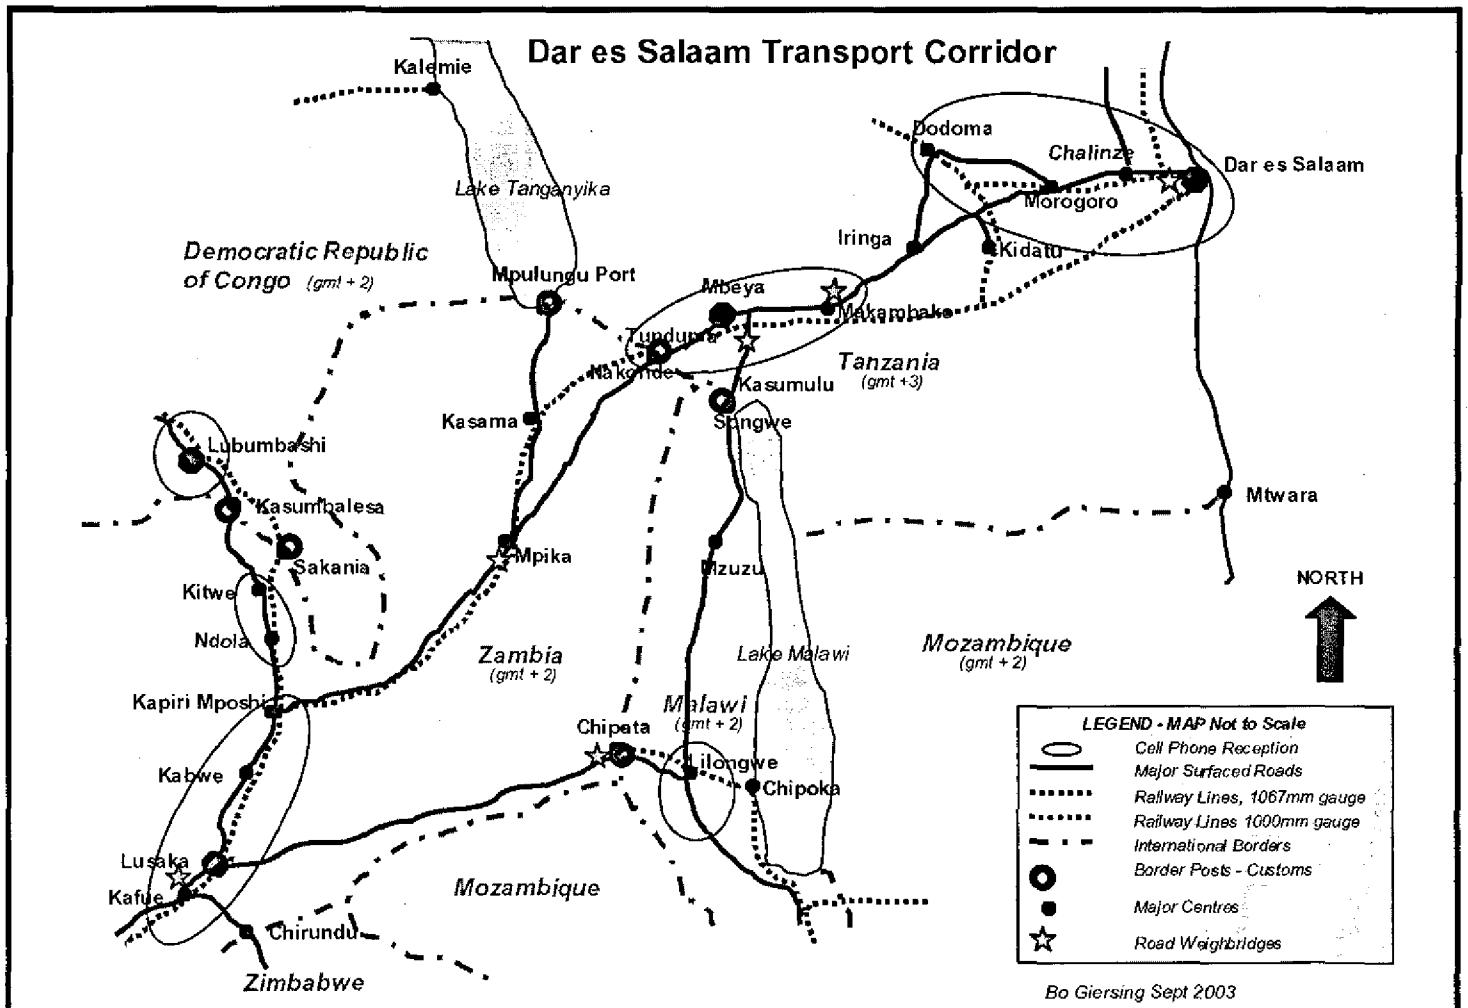 Dar es Salaam Transport Corridor
Kalemie
Dodoma
Chalinze
Dar es Salaam
Lake Tanganyika
Morogoro
Democratic Republic
of Congo (gmt + 2)
Iringa
Kidatu
Mpulungu Port
Mbeya
Makambako
Tunduma
Tanzania
(gmt +3)
Nakonde
Kasumulu
Kasama
Songwe
Lubumbashi
Kasumbalesa
Mtwara
Mpika
Sakania
Mzuzu
Kitwe
NORTH
Ndola
Zambia
(gmt + 2)
Lake Malawi
Mozambique
(gmt + 2)
Kapiri Mposhi
Malawi
(gmt + 2)
Chipata
Lilongwe
Kabwe
Chipoka
Lusaka
Kafue
Mozambique
Chirundu
Zimbabwe
LEGEND - MAP Not to Scale
Cell Phone Reception
Major Surfaced Roads
Railway Lines, 1067mm gauge
Railway Lines 1000mm gauge
International Borders
Border Posts - Customs
Major Centres
Road Weighbridges
Bo Giersing Sept 2003